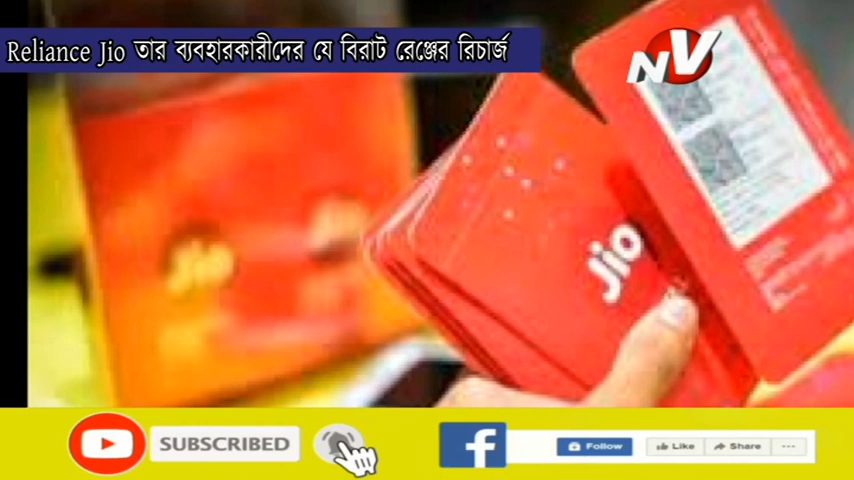 Reliance Jio তার ব্যবহারকারীদের যে বিরাট রেঞ্জের রিচার্জ
NV
Jio
Jio
SUBSCRIBED
f
Follow
Like
Share